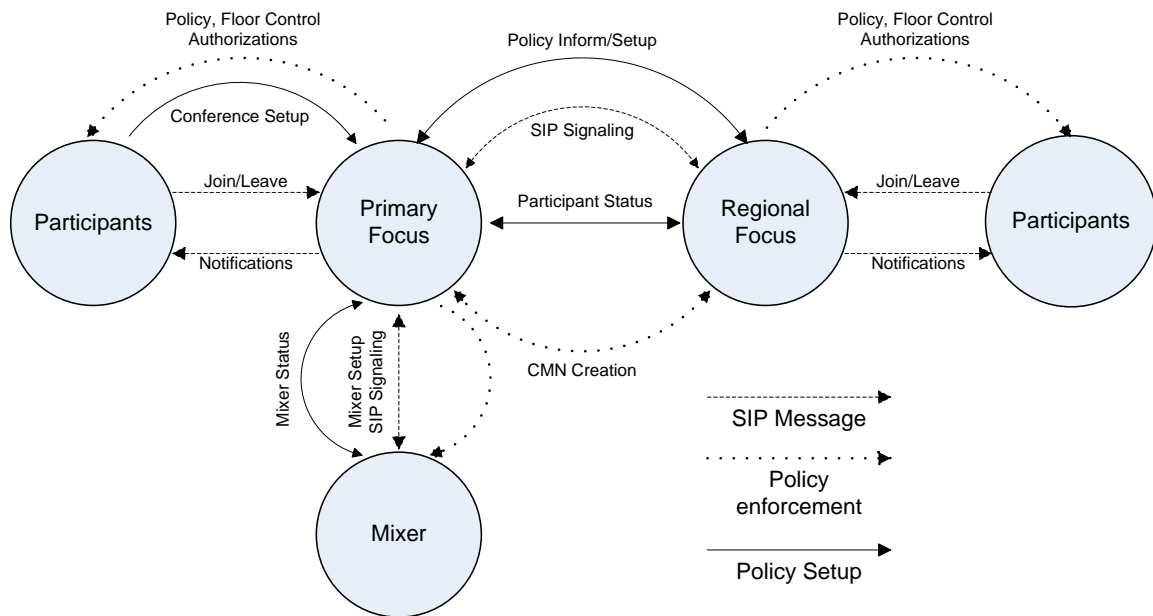 Policy, Floor Control
Authorizations
Policy Inform/Setup
Policy, Floor Control
Authorizations
Conference Setup
SIP Signaling
Join/Leave
Join/Leave
Participants
Primary
Focus
Participant Status
Regional
Focus
Participants
Notifications
Notifications
Mixer Status
Mixer Setup
SIP Signaling
CMN Creation
Mixer
SIP Message
Policy
enforcement
Policy Setup